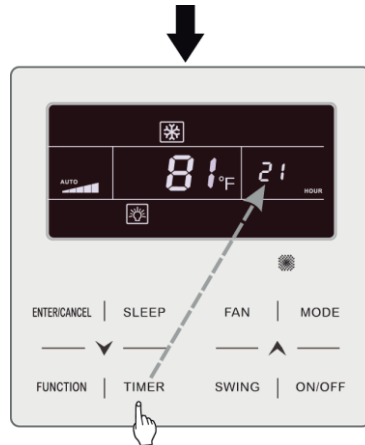 AUTO
81°F
21
HOUR
ENTER/CANCEL | SLEEP FAN | MODE
FUNCTION | TIMER SWING | ON/OFF